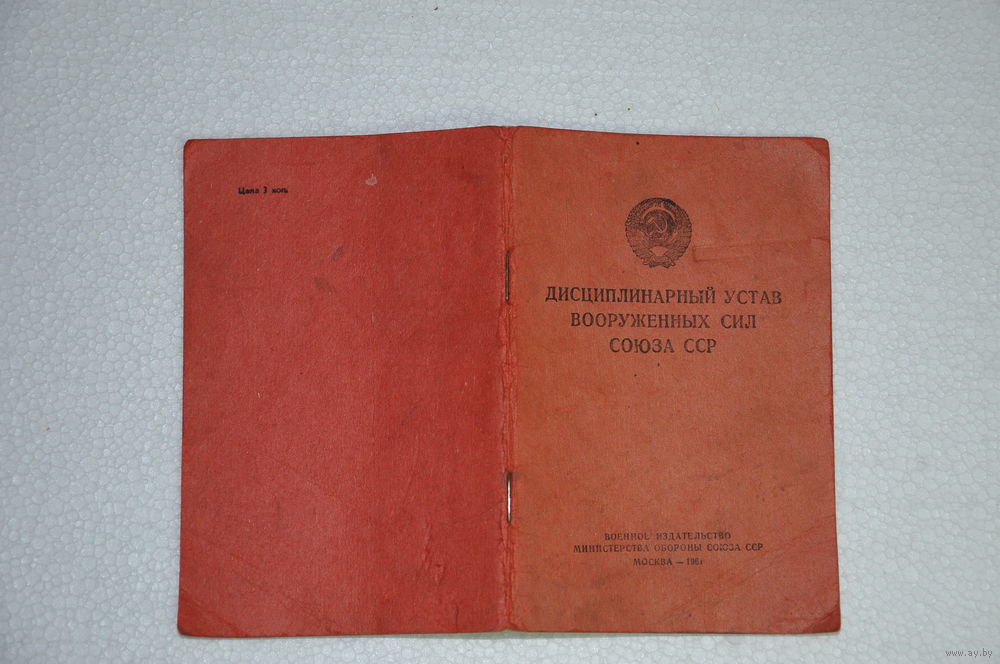 Цена 3 коп.
ДИСЦИПЛИНАРНЫЙ УСТАВ
ВООРУЖЕННЫХ СИЛ
СОЮЗА ССР
ВОЕННОЕ ИЗДАТЕЛЬСТВО
МИНИСТЕРСТВА ОБОРОНЫ СОЮЗА ССР
МОСКВА — 1961
www.ay.by